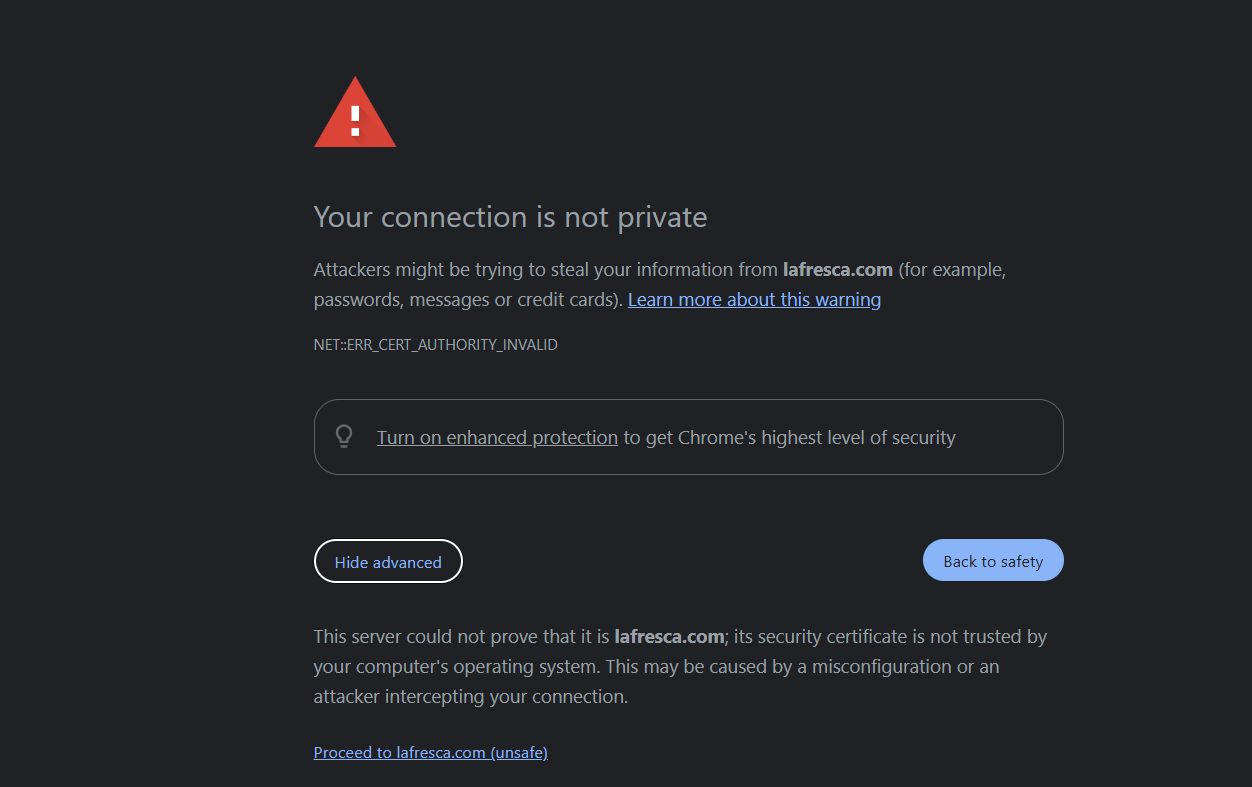 Your connection is not private
Attackers might be trying to steal your information from lafresca.com (for example,
passwords, messages or credit cards). Learn more about this warning
NET::ERR_CERT_AUTHORITY_INVALID
Turn on enhanced protection to get Chrome's highest level of security
Hide advanced
Back to safety
This server could not prove that it is lafresca.com; its security certificate is not trusted by
your computer's operating system. This may be caused by a misconfiguration or an
attacker intercepting your connection.
Proceed to lafresca.com (unsafe)